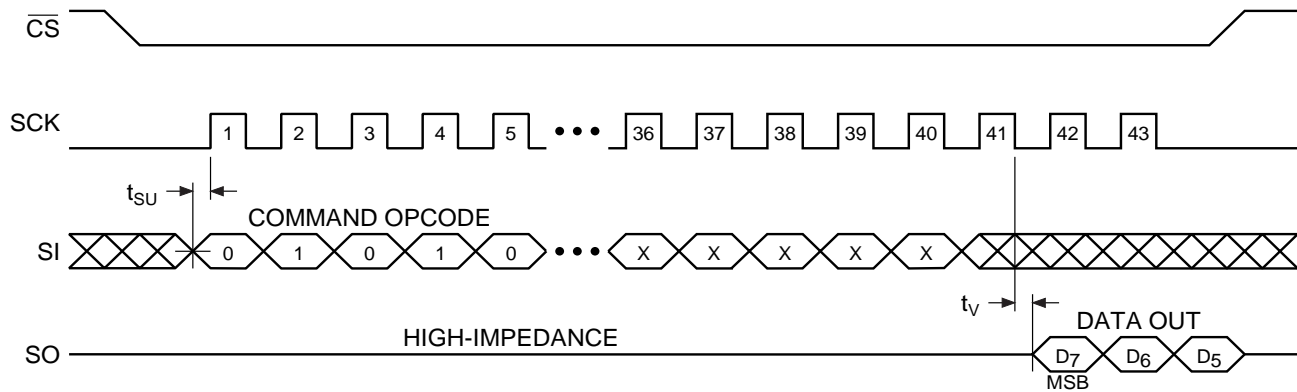 CS
SCK 1 2 3 4 5 ••• 36 37 38 39 40 41 42 43
tSU
COMMAND OPCODE
SI 0 1 0 1 0 ••• X X X X X
tV
HIGH-IMPEDANCE
DATA OUT
SO D7 D6 D5
MSB